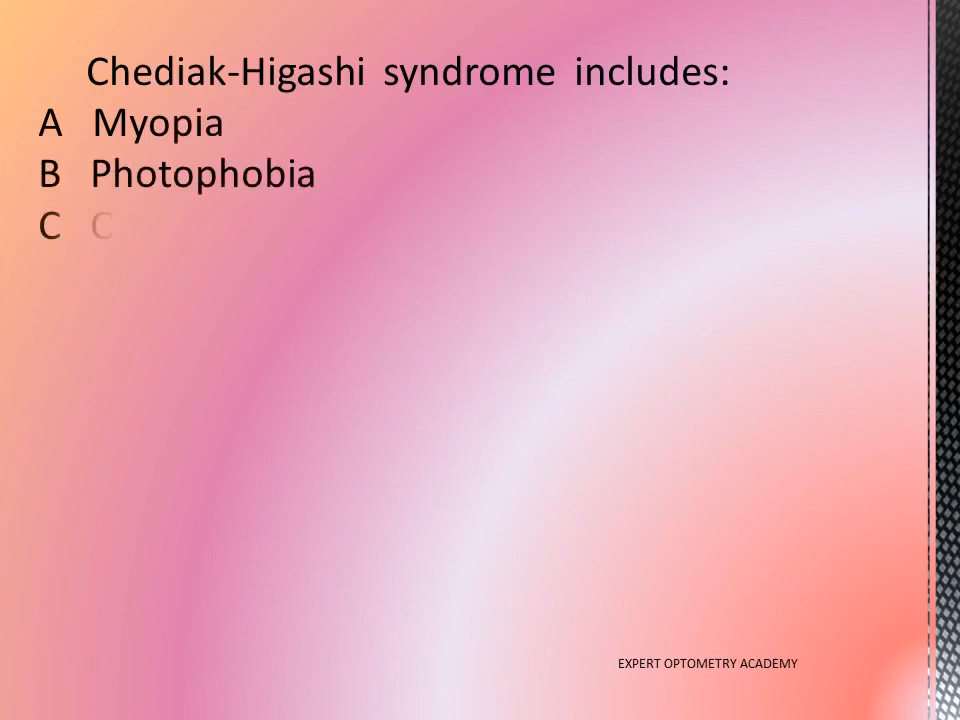 Chediak-Higashi syndrome includes:
A Myopia
B Photophobia
C C
EXPERT OPTOMETRY ACADEMY